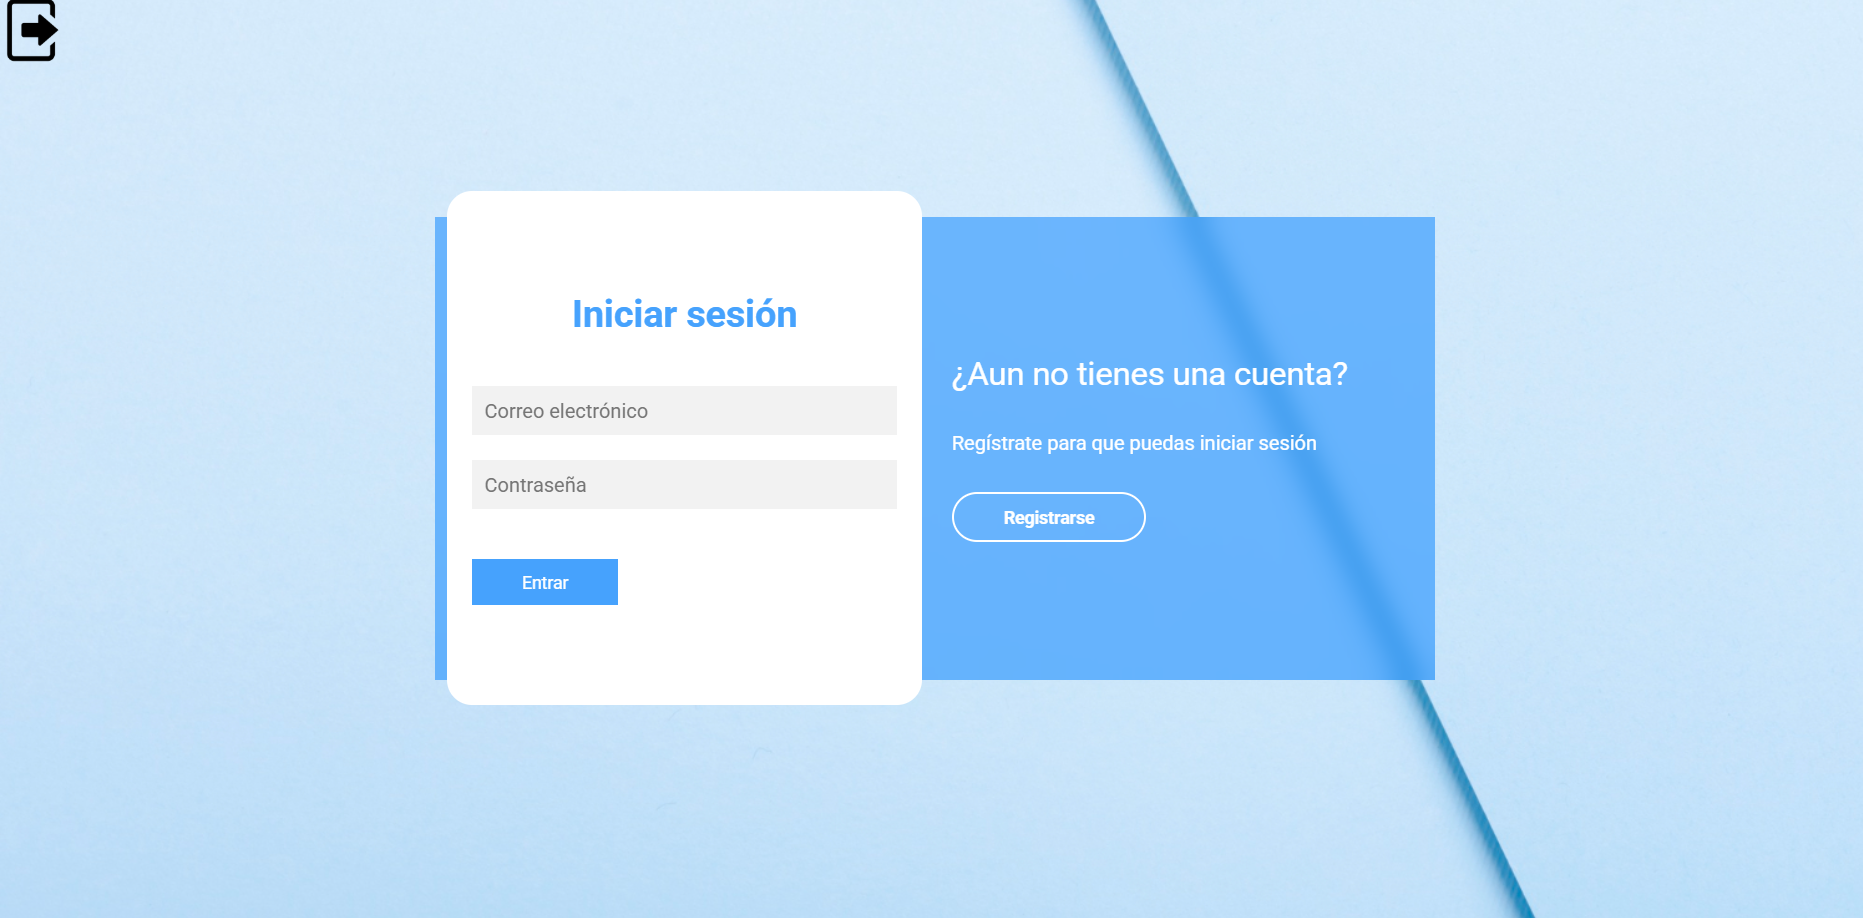 Iniciar sesión
Correo electrónico
Contraseña
Entrar
¿Aun no tienes una cuenta?
Regístrate para que puedas iniciar sesión
Registrarse